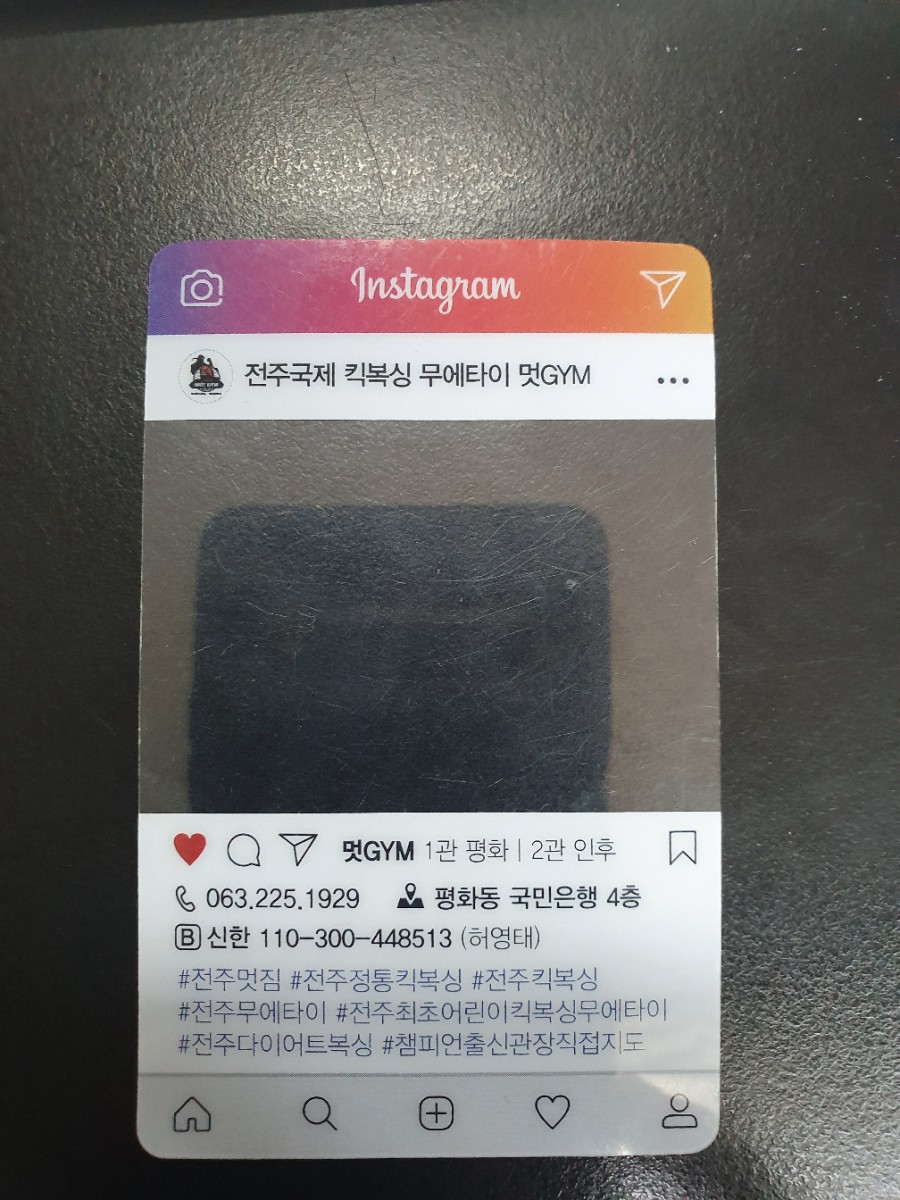 Instagram
전주국제 킥복싱 무에타이 멋GYM
멋GYM 1관 평화 | 2관 인후
063.225.1929 평화동 국민은행 4층
B 신한 110-300-448513 (허영태)
#전주멋짐 #전주정통킥복싱 #전주킥복싱
#전주무에타이 #전주최초어린이킥복싱무에타이
#전주다이어트복싱 #챔피언출신관장직접지도